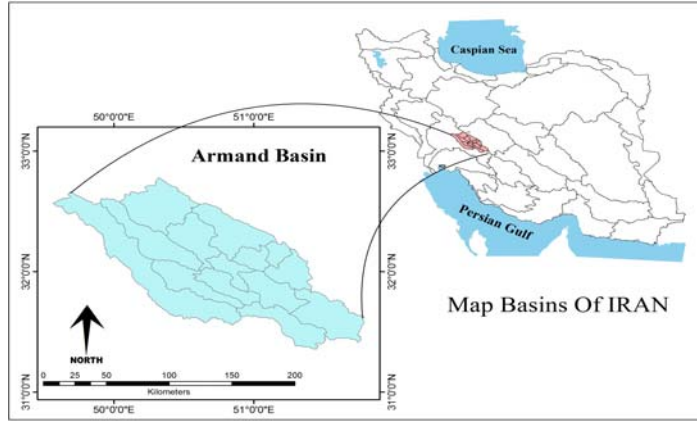 Caspian Sea
Persian Gulf
Map Basins Of IRAN
50°0'0"E
51°0'0"E
Armand Basin
33°0'0"N
33°0'0"N
32°0'0"N
32°0'0"N
31°0'0"N
31°0'0"N
NORTH
0 12.5 25 50 100 150 200
Kilometers
50°0'0"E
51°0'0"E